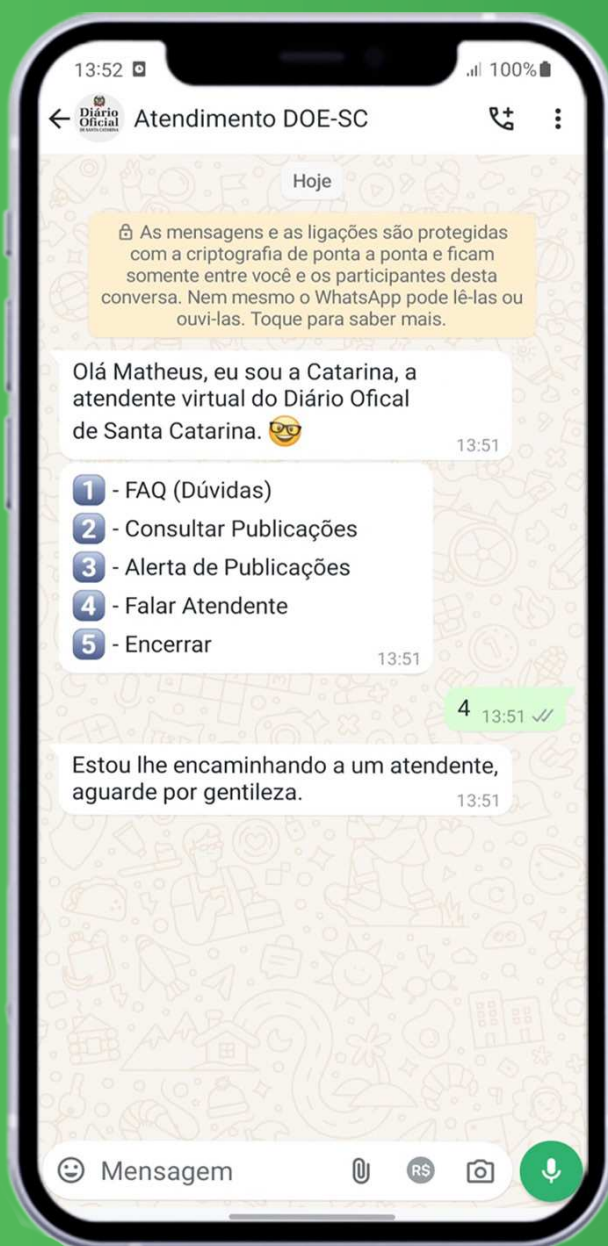 13:52
100%
Diário
Oficial
DE SANTA CATARINA
Atendimento DOE-SC
Hoje
As mensagens e as ligações são protegidas
com a criptografia de ponta a ponta e ficam
somente entre você e os participantes desta
conversa. Nem mesmo o WhatsApp pode lê-las ou
ouvi-las. Toque para saber mais.
Olá Matheus, eu sou a Catarina, a
atendente virtual do Diário Ofical
de Santa Catarina. 🤓
13:51
1 - FAQ (Dúvidas)
2 - Consultar Publicações
3 - Alerta de Publicações
4 - Falar Atendente
5 - Encerrar
13:51
4 13:51
Estou lhe encaminhando a um atendente,
aguarde por gentileza.
13:51
Mensagem
R$